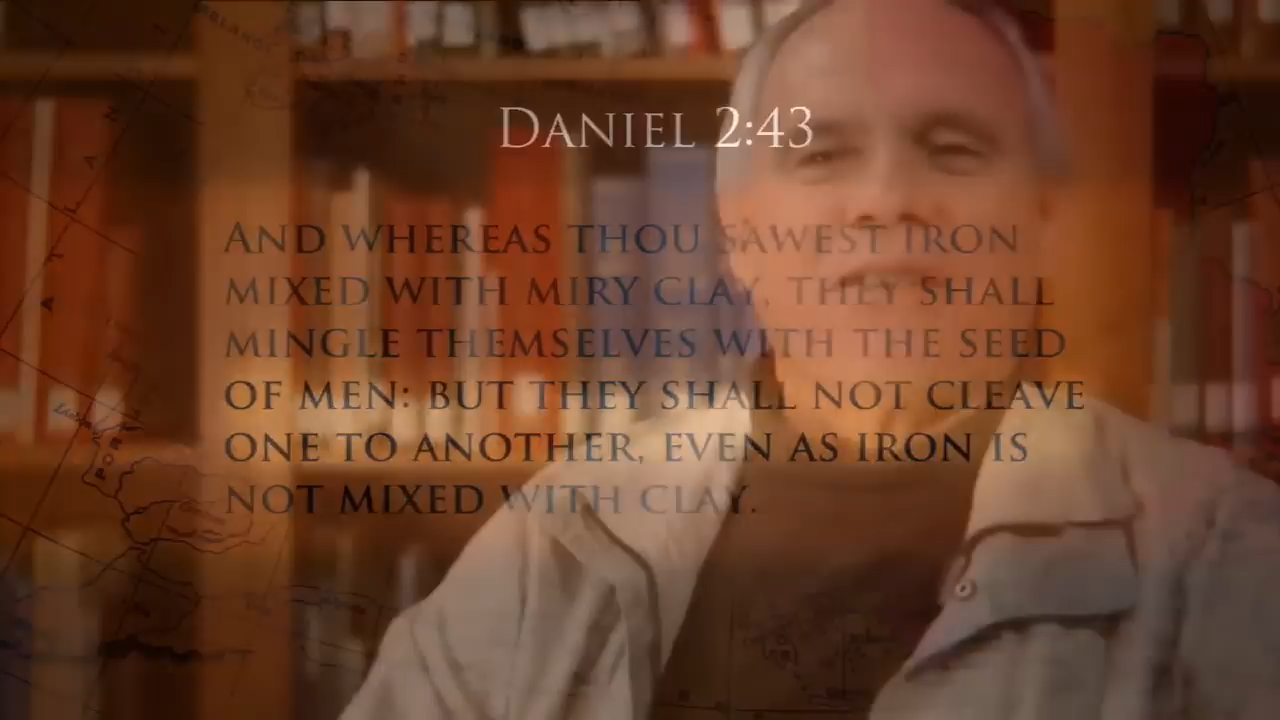 DANIEL 2:43
AND WHEREAS THOU SAWEST IRON
MIXED WITH MIRY CLAY, THEY SHALL
MINGLE THEMSELVES WITH THE SEED
OF MEN: BUT THEY SHALL NOT CLEAVE
ONE TO ANOTHER, EVEN AS IRON IS
NOT MIXED WITH CLAY.